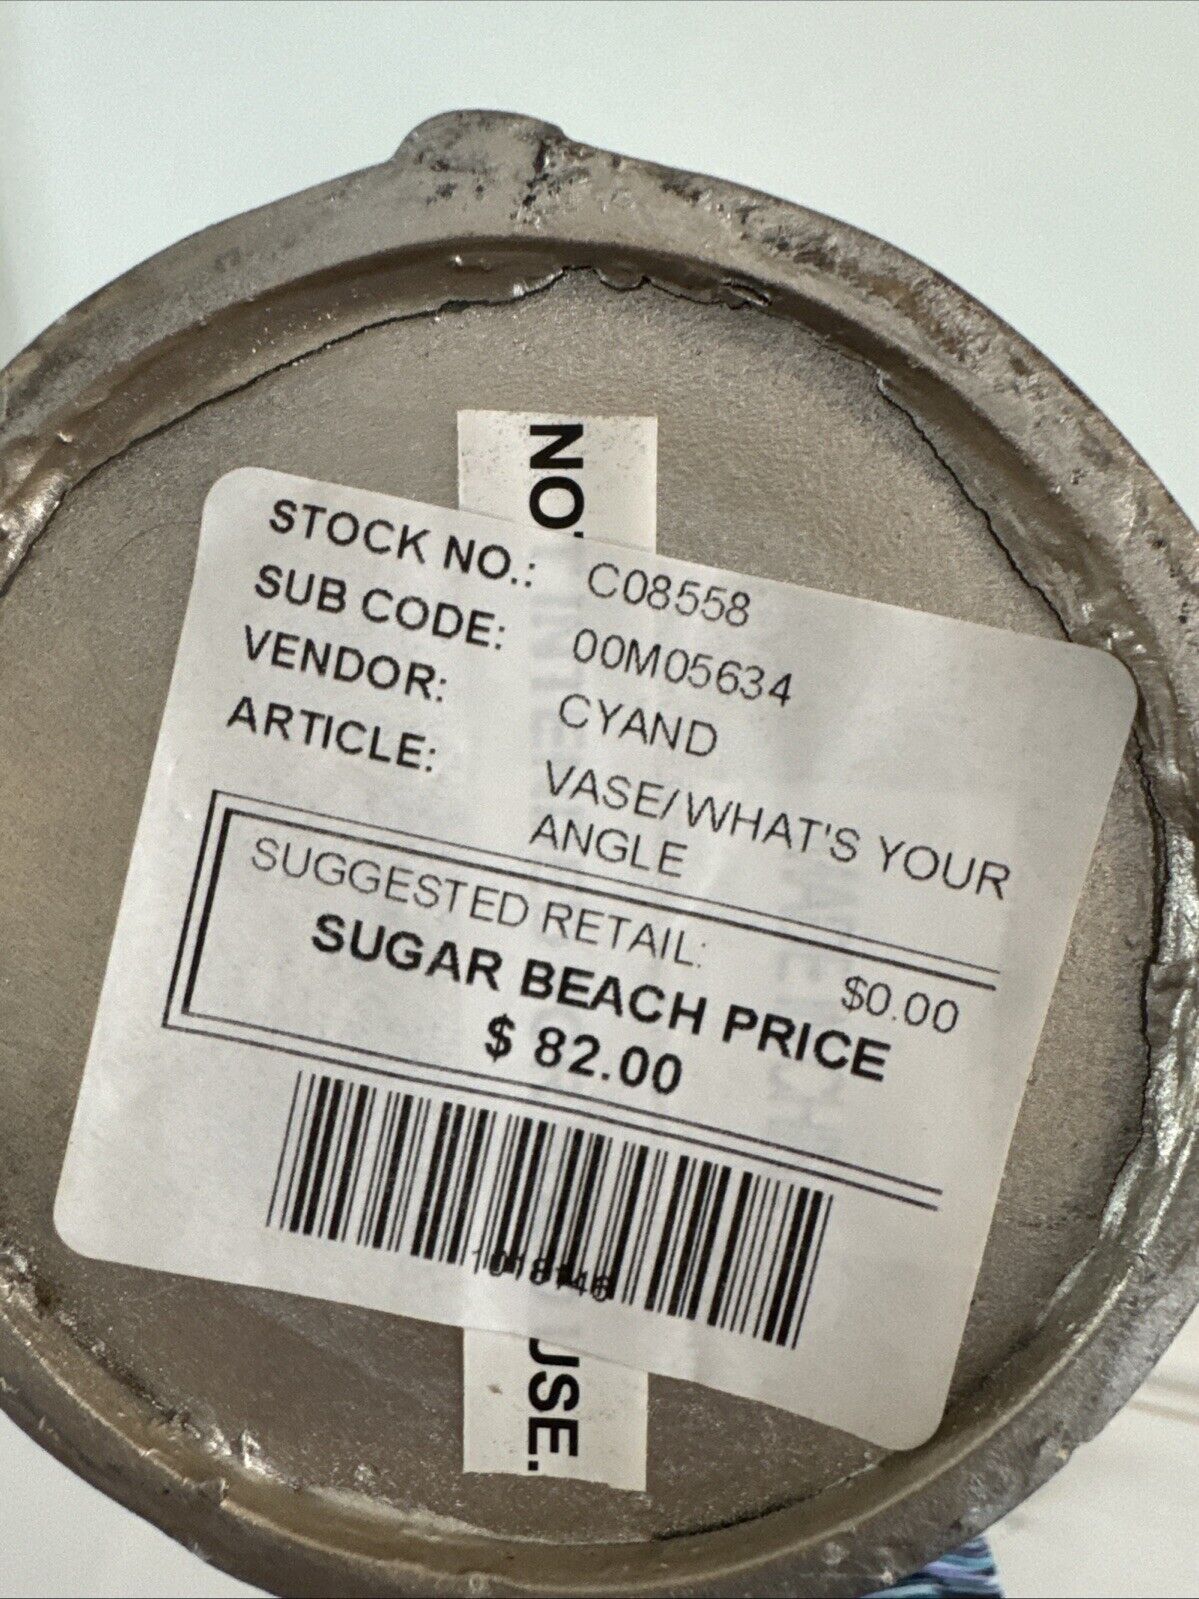 NO
STOCK NO.: C08558
SUB CODE: 00M05634
VENDOR: CYAND
ARTICLE: VASE/WHAT'S YOUR
ANGLE
SUGGESTED RETAIL: $0.00
SUGAR BEACH PRICE
$ 82.00
1018746
USE.